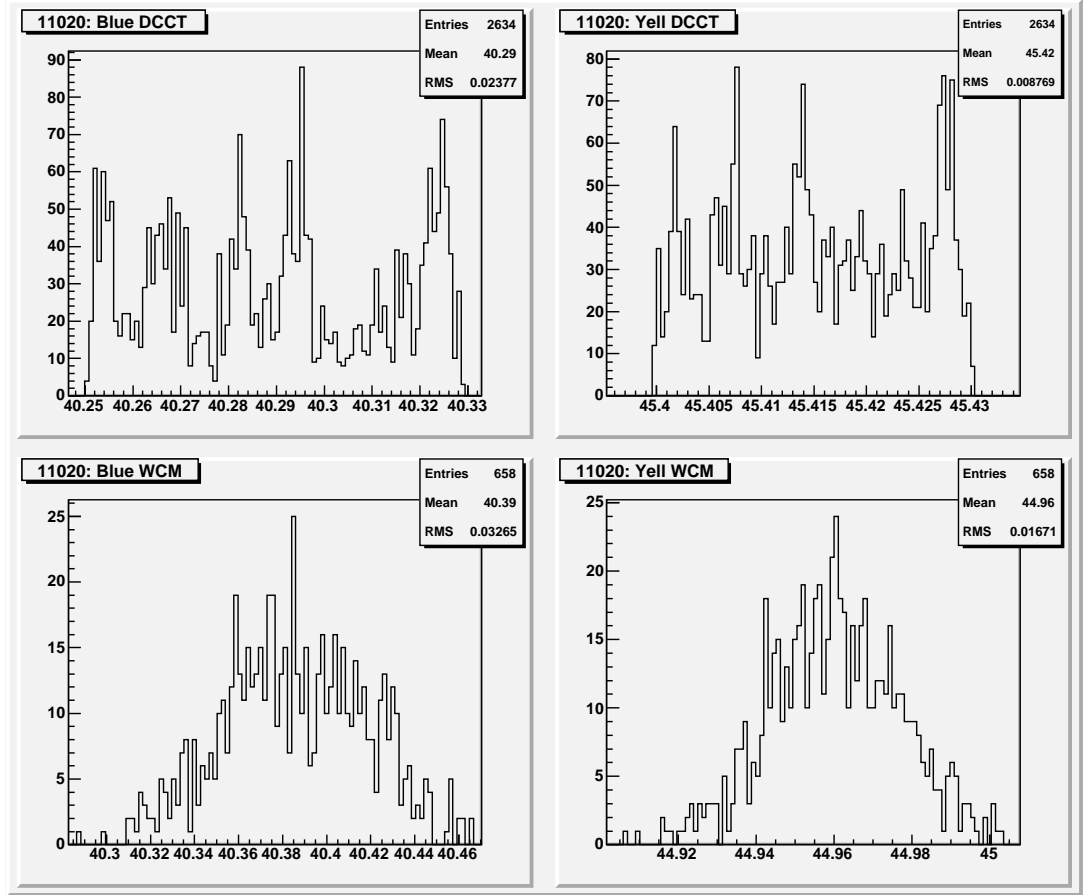 11020: Blue DCCT
Entries 2634
Mean 40.29
RMS 0.02377
90
80
70
60
50
40
30
20
10
0
40.25 40.26 40.27 40.28 40.29 40.3 40.31 40.32 40.33
11020: Yell DCCT
Entries 2634
Mean 45.42
RMS 0.008769
80
70
60
50
40
30
20
10
0
45.4 45.405 45.41 45.415 45.42 45.425 45.43
11020: Blue WCM
Entries 658
Mean 40.39
RMS 0.03265
25
20
15
10
5
0
40.3 40.32 40.34 40.36 40.38 40.4 40.42 40.44 40.46
11020: Yell WCM
Entries 658
Mean 44.96
RMS 0.01671
25
20
15
10
5
0
44.92 44.94 44.96 44.98 45